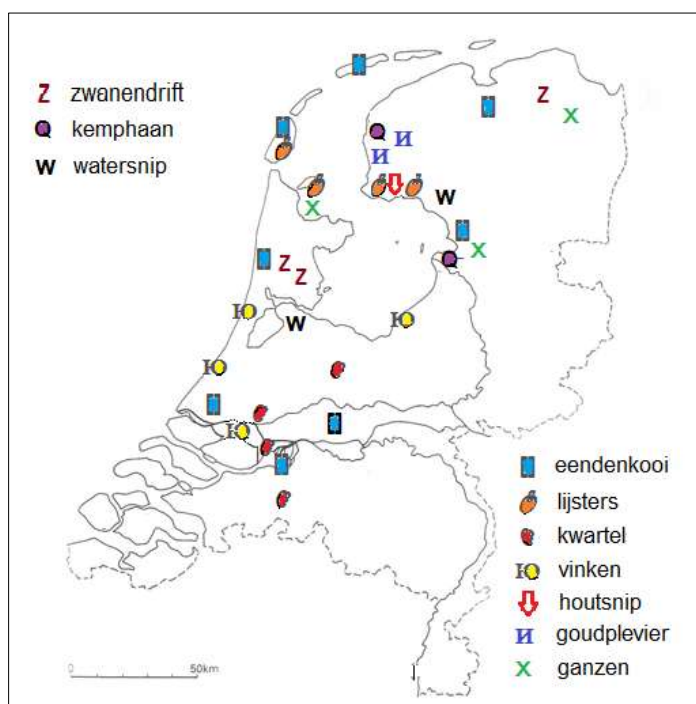 Z zwanendrift
kemphaan
W watersnip
eendenkooi
lijsters
kwartel
Ю vinken
houtsnip
И goudplevier
X ganzen
Z
X
И
И
W
X
X
Z
Z
Ю
W
Ю
Ю
Ю
0 50km